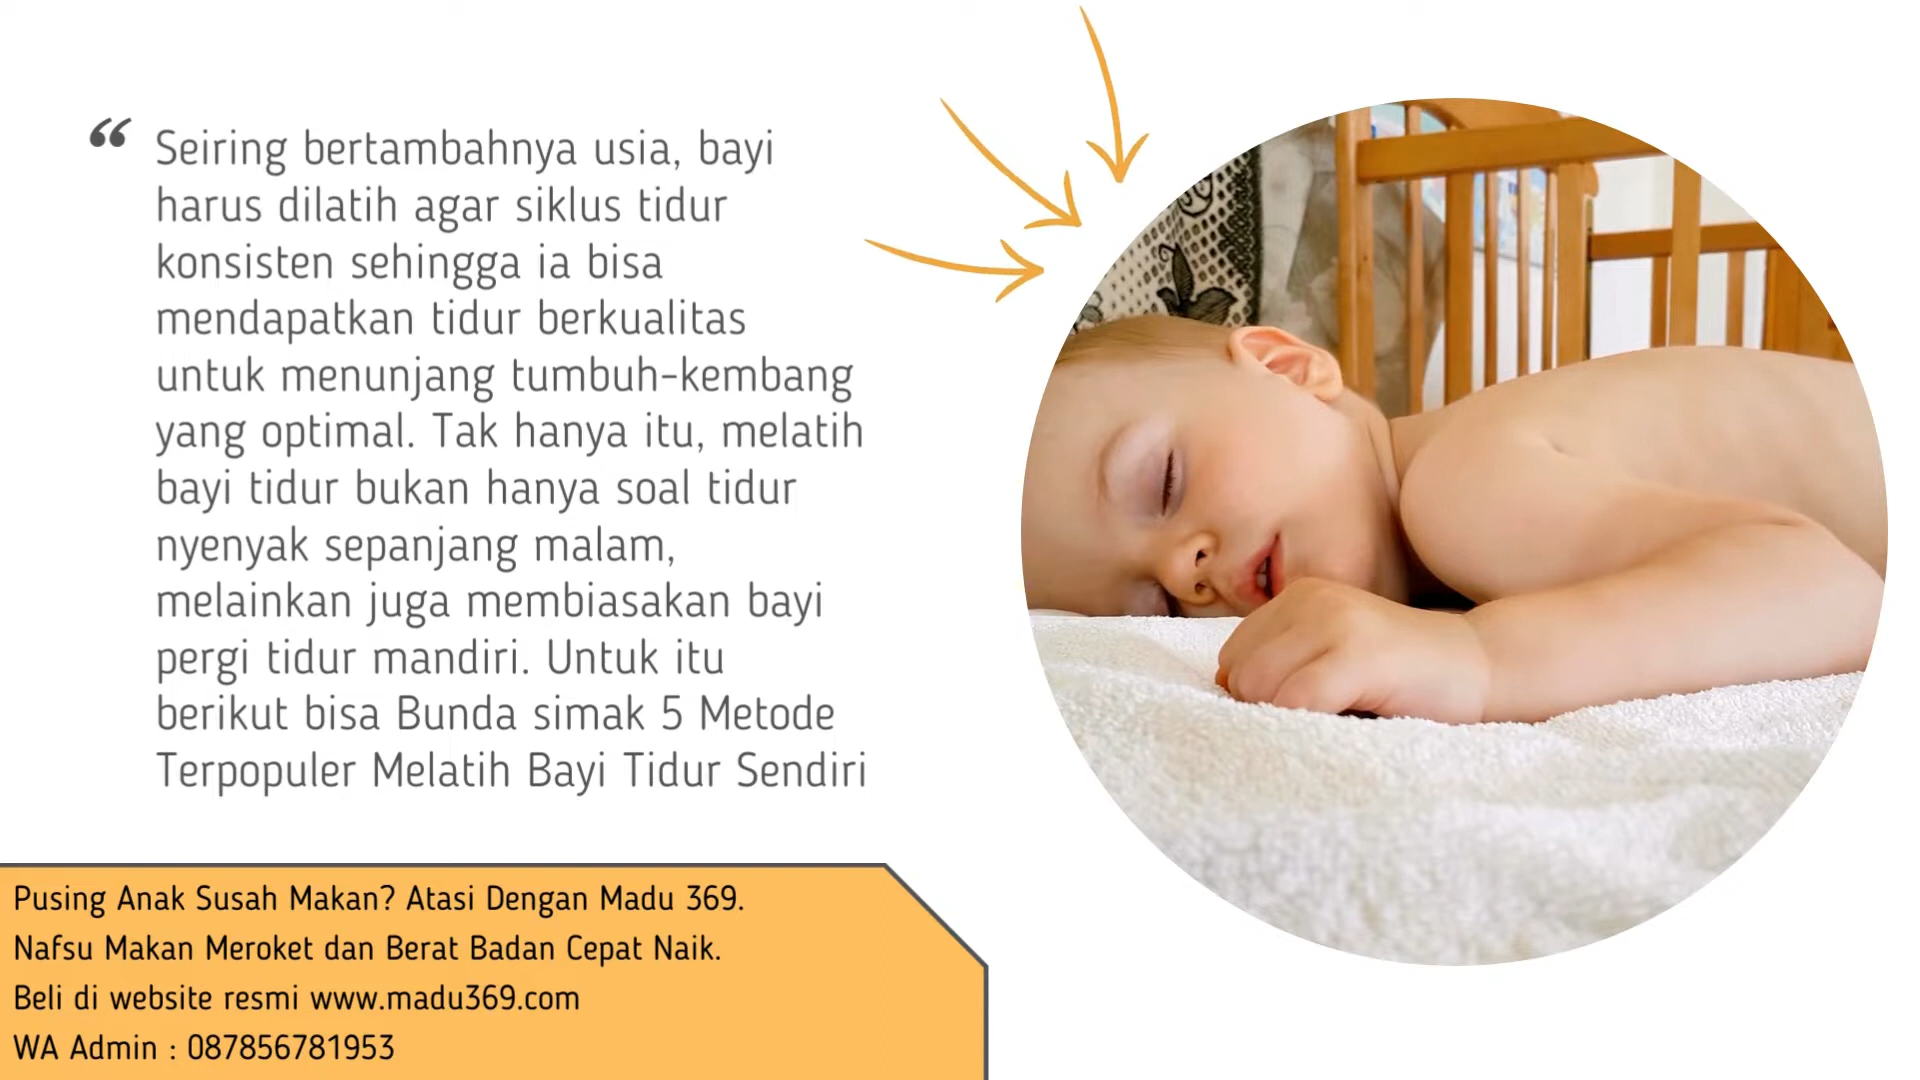 “ Seiring bertambahnya usia, bayi
harus dilatih agar siklus tidur
konsisten sehingga ia bisa
mendapatkan tidur berkualitas
untuk menunjang tumbuh-kembang
yang optimal. Tak hanya itu, melatih
bayi tidur bukan hanya soal tidur
nyenyak sepanjang malam,
melainkan juga membiasakan bayi
pergi tidur mandiri. Untuk itu
berikut bisa Bunda simak 5 Metode
Terpopuler Melatih Bayi Tidur Sendiri
Pusing Anak Susah Makan? Atasi Dengan Madu 369.
Nafsu Makan Meroket dan Berat Badan Cepat Naik.
Beli di website resmi www.madu369.com
WA Admin : 087856781953